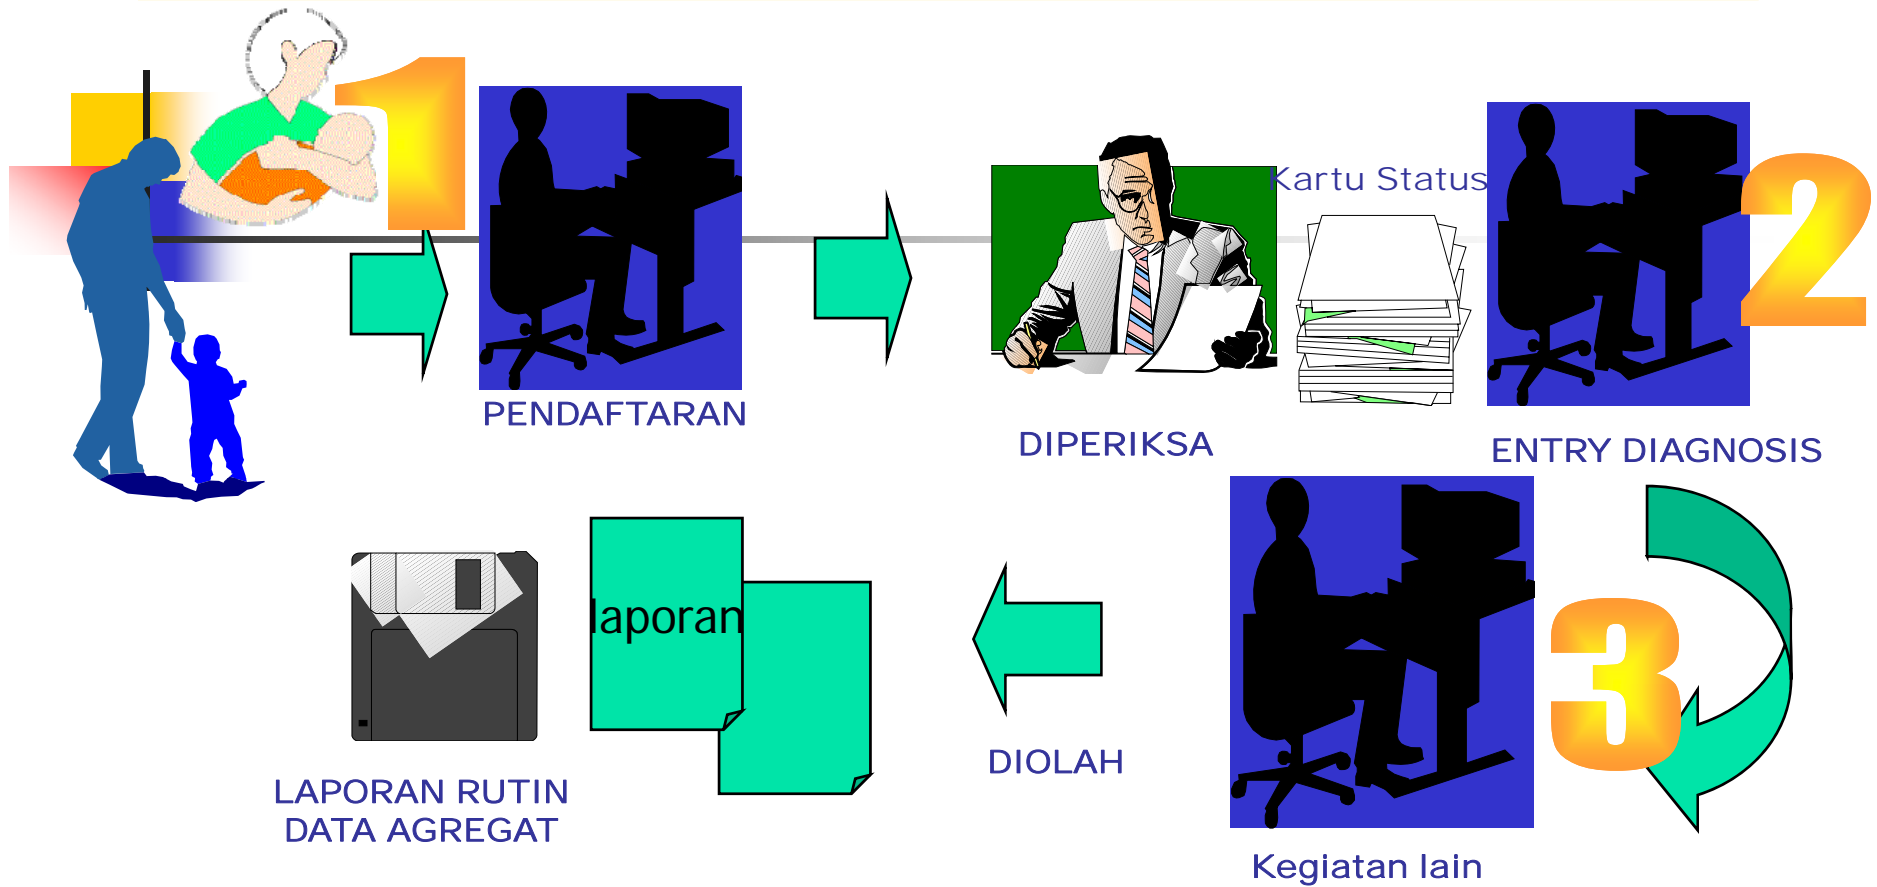 1
PENDAFTARAN
DIPERIKSA
Kartu Status
2
ENTRY DIAGNOSIS
3
Kegiatan lain
DIOLAH
laporan
LAPORAN RUTIN
DATA AGREGAT